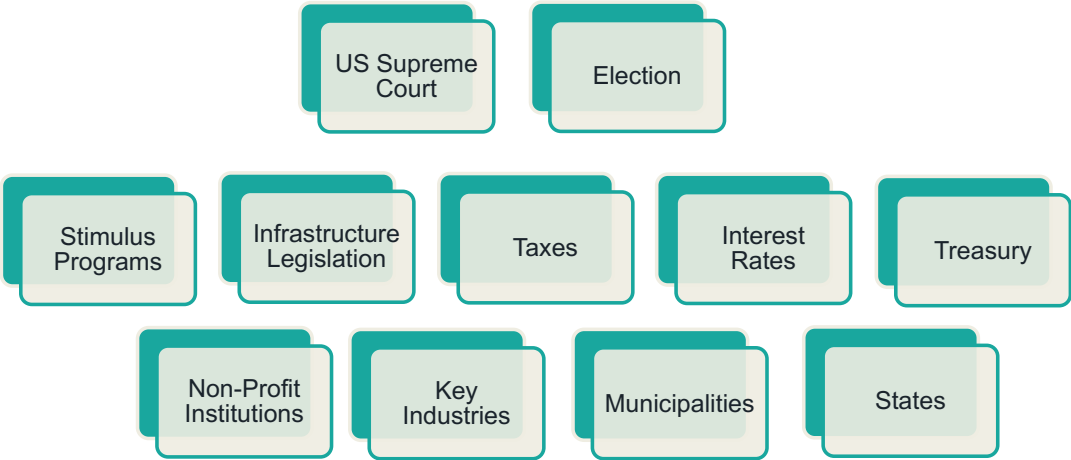 US Supreme
Court
Election
Stimulus
Programs
Infrastructure
Legislation
Taxes
Interest
Rates
Treasury
Non-Profit
Institutions
Key
Industries
Municipalities
States